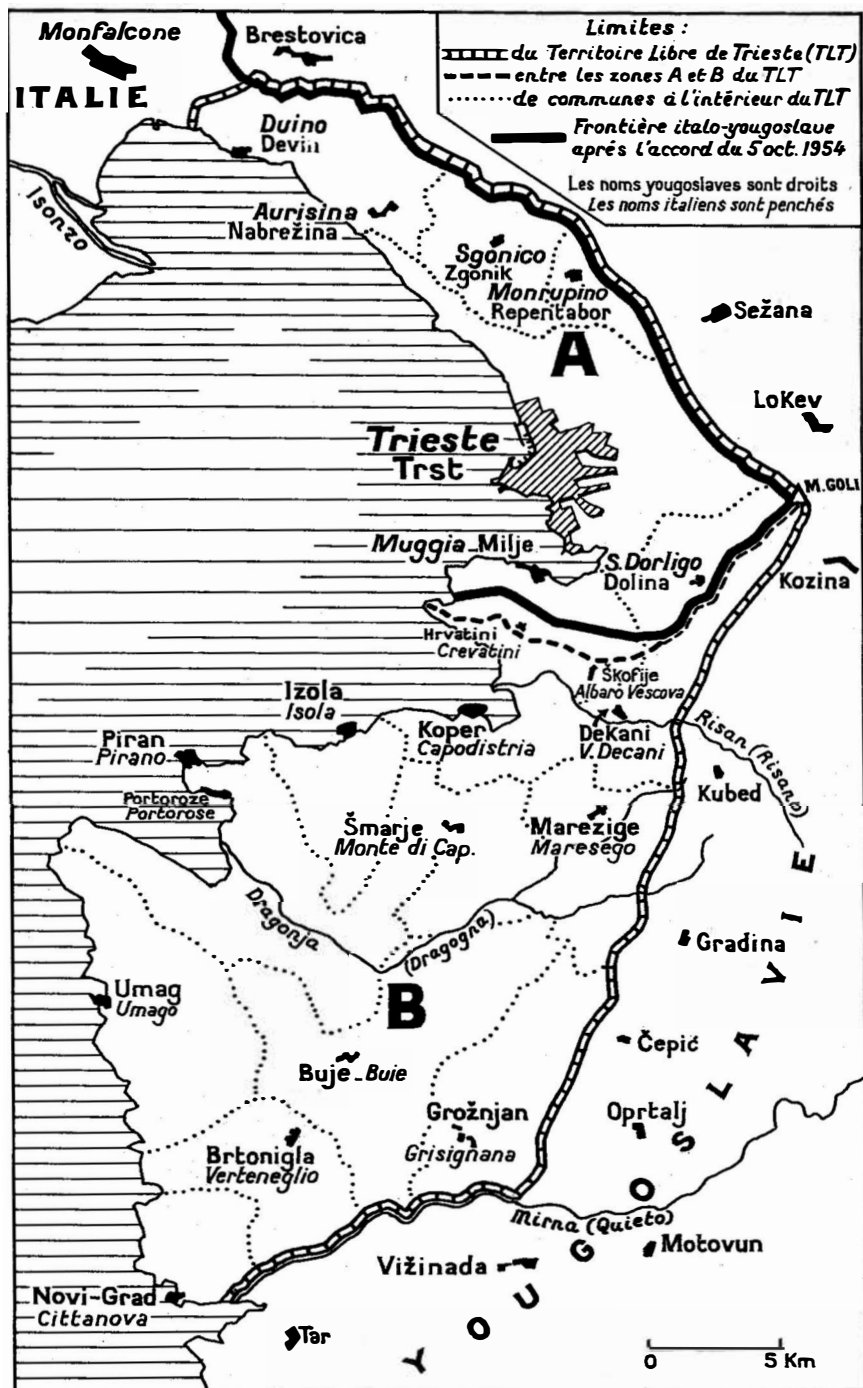 Monfalcone
ITALIE
Brestovica
Limites :
du Territoire Libre de Trieste (TLT)
entre les zones A et B du TLT
de communes à l'intérieur du TLT
Frontière italo-yougoslave
aprés l'accord du 5 oct. 1954
Les noms yougoslaves sont droits
Les noms italiens sont penchés
Duino
Devin
Isonzo
Aurisina
Nabrežina
Sgonico
Zgonik
Monrupino
Repentabor
Sežana
A
LoKev
Trieste
Trst
M. GOLI
Muggia - Milje
S. Dorligo
Dolina
Kozina
Hrvatini
Crevatini
Škofije
Albaro Vescova
Izola
Isola
Koper
Capodistria
DeKani
V. Decani
Risan (Risano)
Piran
Pirano
Kubed
Portoroze
Portorose
Šmarje
Monte di Cap.
Marezige
Maresego
Dragonja
(Dragogna)
Gradina
Umag
Umago
B
Čepić
Buje - Buie
Grožnjan
Grisignana
Oprtalj
Brtonigla
Verteneglio
Mirna (Quieto)
Motovun
Vižinada
Novi-Grad
Cittanova
Tar
YOUGOSLAVIE
0 5 Km